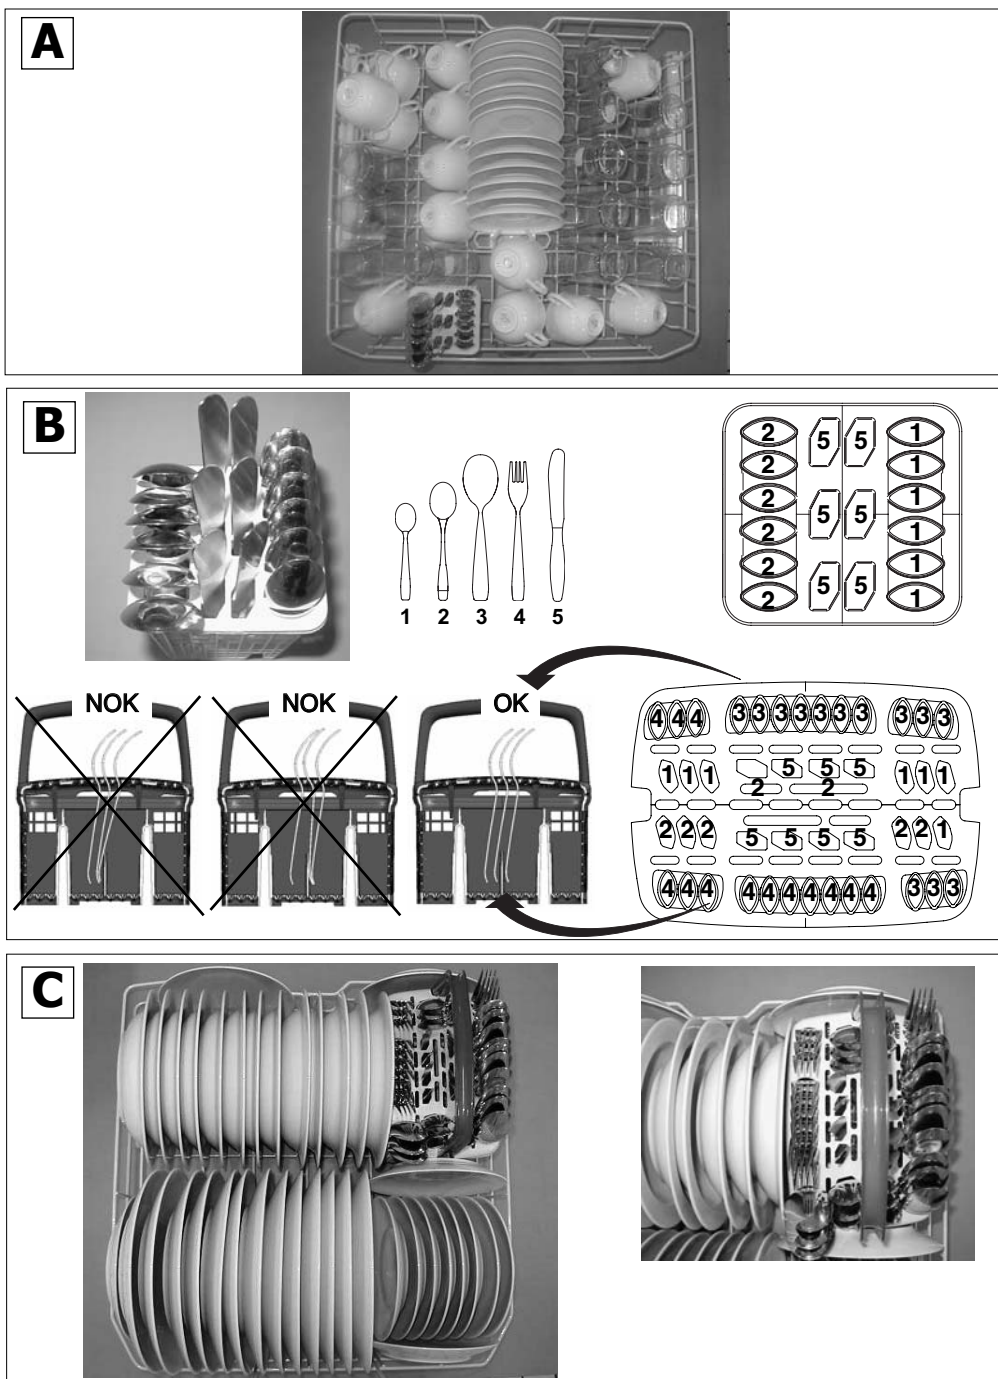 A
B
1 2 3 4 5
2 5 5 1
2 1
2 5 5 1
2 1
2 5 5 1
2 1
NOK NOK OK
4 4 4 3 3 3 3 3 3 3 3 3 3
1 1 1 5 5 5 1 1 1
2 2
2 2 2 5 5 5 5 2 2 1
4 4 4 4 4 4 4 4 4 4 3 3 3
C